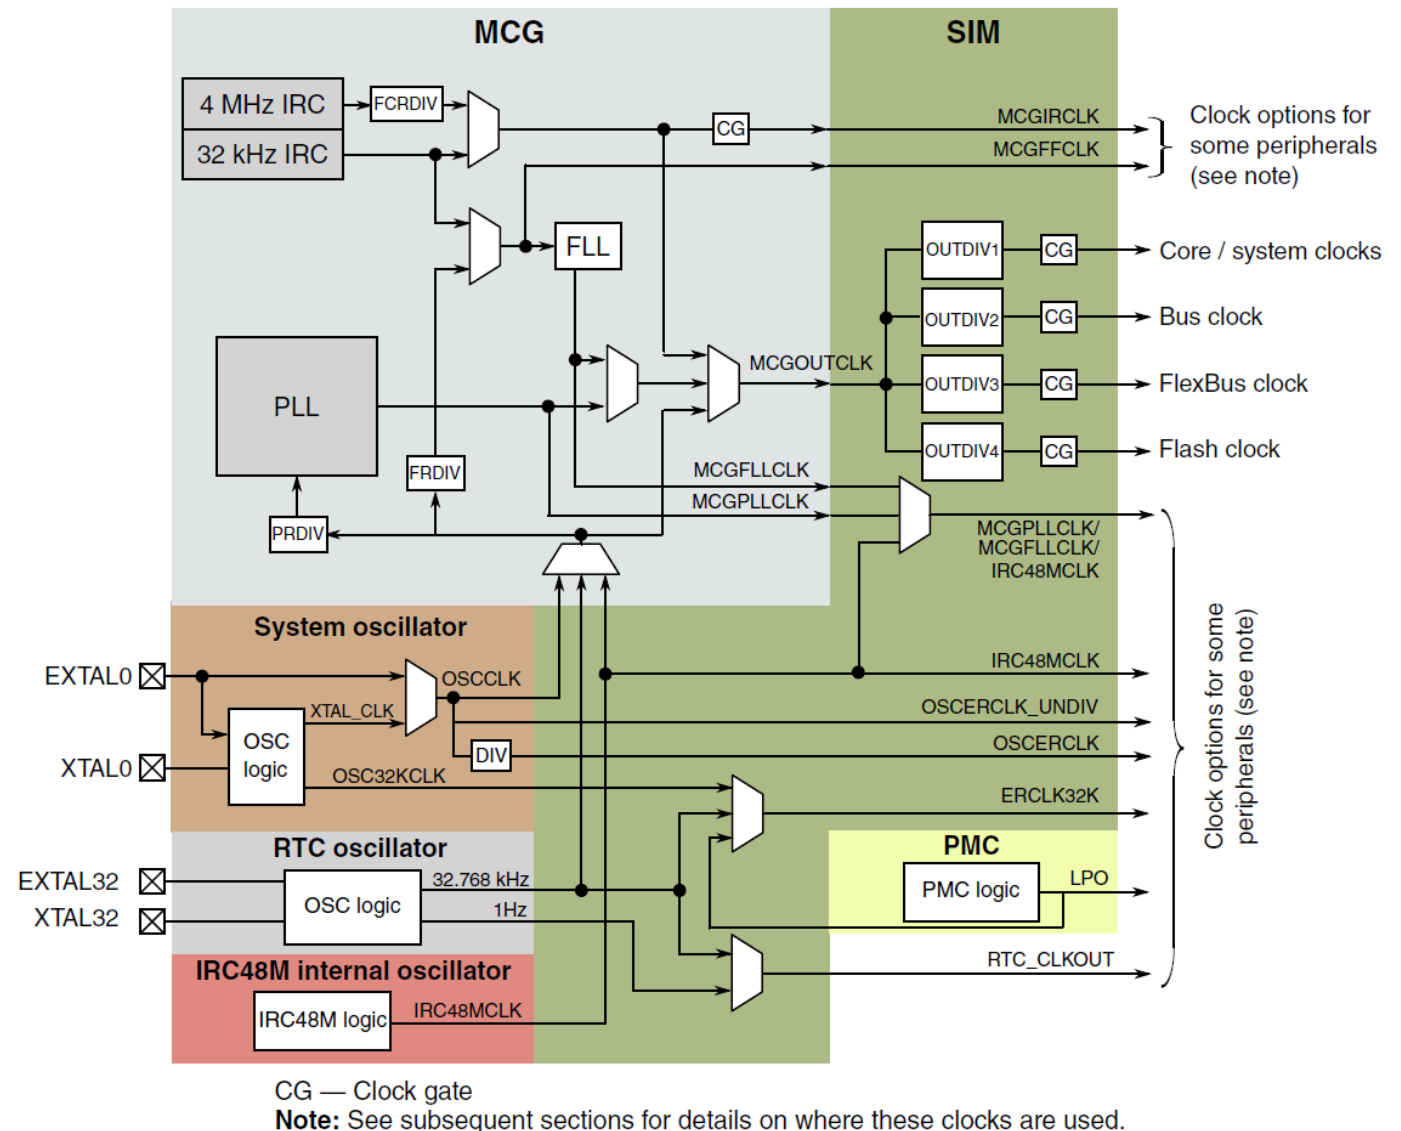 MCG
SIM
4 MHz IRC
FCRDIV
32 kHz IRC
CG
MCGIRCLK
MCGFFCLK
Clock options for
some peripherals
(see note)
FLL
OUTDIV1
CG
Core / system clocks
OUTDIV2
CG
Bus clock
MCGOUTCLK
OUTDIV3
CG
FlexBus clock
PLL
OUTDIV4
CG
Flash clock
FRDIV
MCGFLLCLK
MCGPLLCLK
PRDIV
MCGPLLCLK/
MCGFLLCLK/
IRC48MCLK
System oscillator
EXTAL0
OSCCLK
IRC48MCLK
XTAL_CLK
OSCERCLK_UNDIV
OSC
logic
XTAL0
DIV
OSCERCLK
OSC32KCLK
ERCLK32K
Clock options for some
peripherals (see note)
RTC oscillator
PMC
EXTAL32
32.768 kHz
PMC logic
LPO
OSC logic
XTAL32
1Hz
RTC_CLKOUT
IRC48M internal oscillator
IRC48M logic
IRC48MCLK
CG — Clock gate
Note: See subsequent sections for details on where these clocks are used.